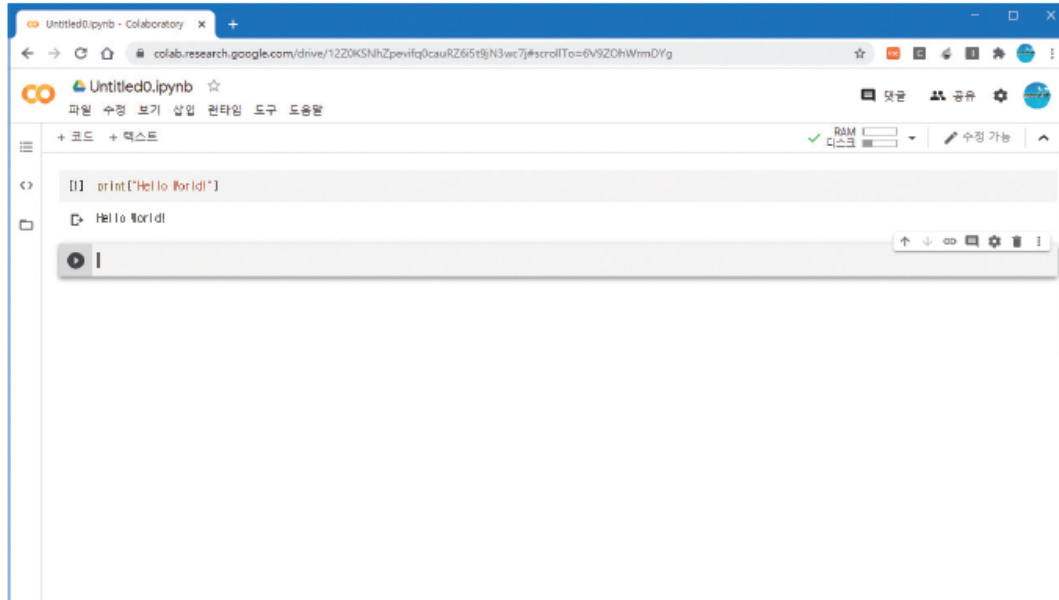 Untitled0.ipynb - Colaboratory
colab.research.google.com/drive/12Z0KSNhZpevifq0cauRZ6i5t9jN3wc7j#scrollTo=6V9ZOhWrmDYg
Untitled0.ipynb
댓글 공유
파일 수정 보기 삽입 런타임 도구 도움말
+ 코드 + 텍스트
RAM
디스크
수정 가능
[1] print("Hello World!")
Hello World!